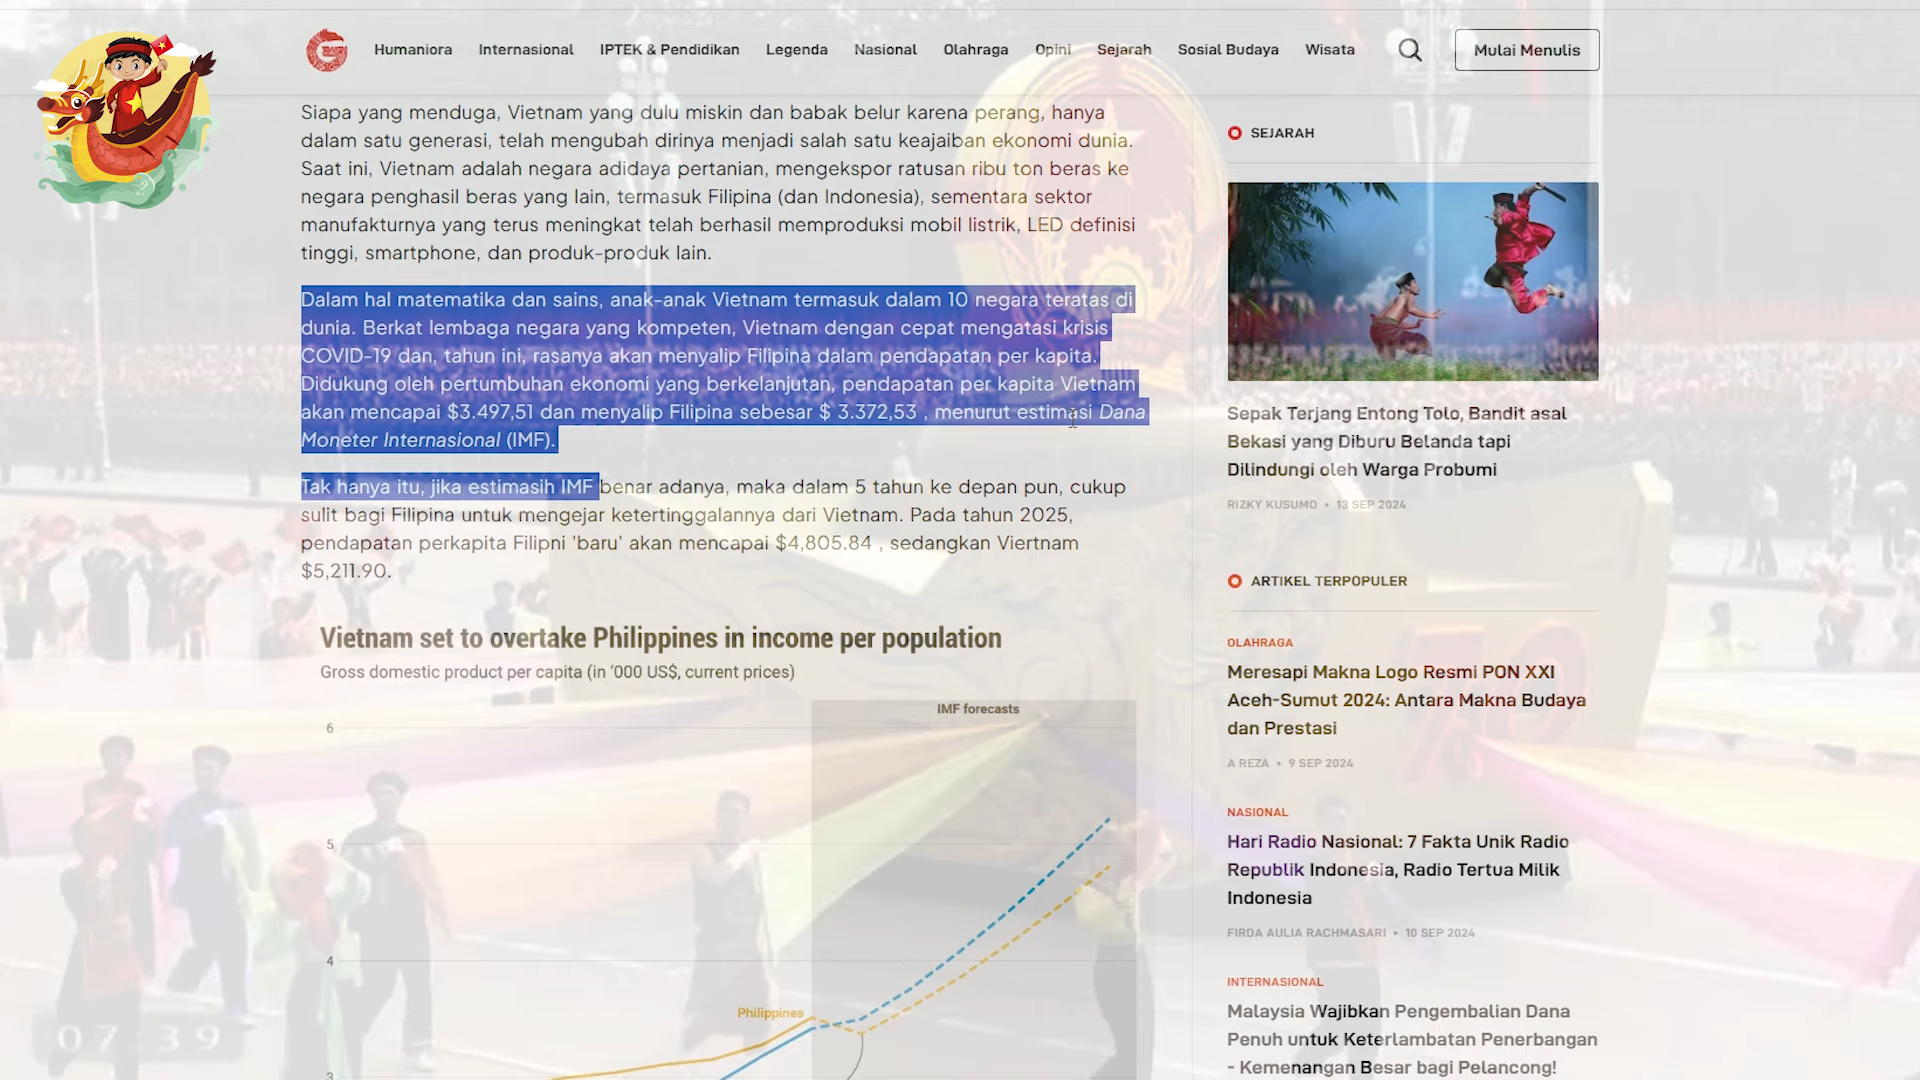 Humaniora Internasional IPTEK & Pendidikan Legenda Nasional Olahraga Opini Sejarah Sosial Budaya Wisata Mulai Menulis
Siapa yang menduga, Vietnam yang dulu miskin dan babak belur karena perang, hanya
dalam satu generasi, telah mengubah dirinya menjadi salah satu keajaiban ekonomi dunia.
Saat ini, Vietnam adalah negara adidaya pertanian, mengekspor ratusan ribu ton beras ke
negara penghasil beras yang lain, termasuk Filipina (dan Indonesia), sementara sektor
manufakturnya yang terus meningkat telah berhasil memproduksi mobil listrik, LED definisi
tinggi, smartphone, dan produk-produk lain.
Dalam hal matematika dan sains, anak-anak Vietnam termasuk dalam 10 negara teratas di
dunia. Berkat lembaga negara yang kompeten, Vietnam dengan cepat mengatasi krisis
COVID-19 dan, tahun ini, rasanya akan menyalip Filipina dalam pendapatan per kapita.
Didukung oleh pertumbuhan ekonomi yang berkelanjutan, pendapatan per kapita Vietnam
akan mencapai $3.497,51 dan menyalip Filipina sebesar $ 3.372,53 , menurut estimasi Dana
Moneter Internasional (IMF).
Tak hanya itu, jika estimasih IMF benar adanya, maka dalam 5 tahun ke depan pun, cukup
sulit bagi Filipina untuk mengejar ketertinggalannya dari Vietnam. Pada tahun 2025,
pendapatan perkapita Filipni 'baru' akan mencapai $4,805.84 , sedangkan Viertnam
$5,211.90.
Vietnam set to overtake Philippines in income per population
Gross domestic product per capita (in ‘000 US$, current prices)
IMF forecasts
6
5
4
Philippines
3
07:39
SEJARAH
Sepak Terjang Entong Tolo, Bandit asal
Bekasi yang Diburu Belanda tapi
Dilindungi oleh Warga Probumi
RIZKY KUSUMO • 13 SEP 2024
ARTIKEL TERPOPULER
OLAHRAGA
Meresapi Makna Logo Resmi PON XXI
Aceh-Sumut 2024: Antara Makna Budaya
dan Prestasi
A REZA • 9 SEP 2024
NASIONAL
Hari Radio Nasional: 7 Fakta Unik Radio
Republik Indonesia, Radio Tertua Milik
Indonesia
FIRDA AULIA RACHMASARI • 10 SEP 2024
INTERNASIONAL
Malaysia Wajibkan Pengembalian Dana
Penuh untuk Keterlambatan Penerbangan
- Kemenangan Besar bagi Pelancong!